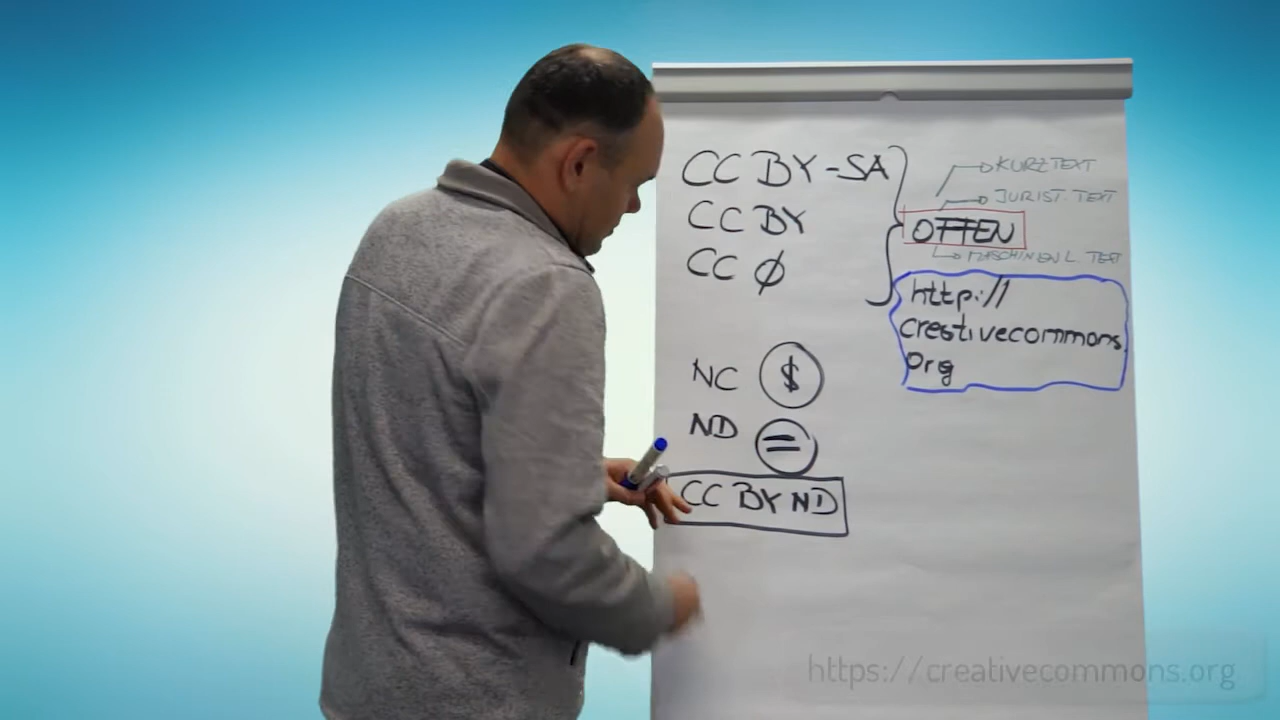 CC BY-SA
CC BY
CC Ø
KURZTEXT
JURIST. TEXT
OFFEN
MASCHINENL. TEXT
http://
creativecommons
org
NC $
ND =
CC BY ND
https://creativecommons.org